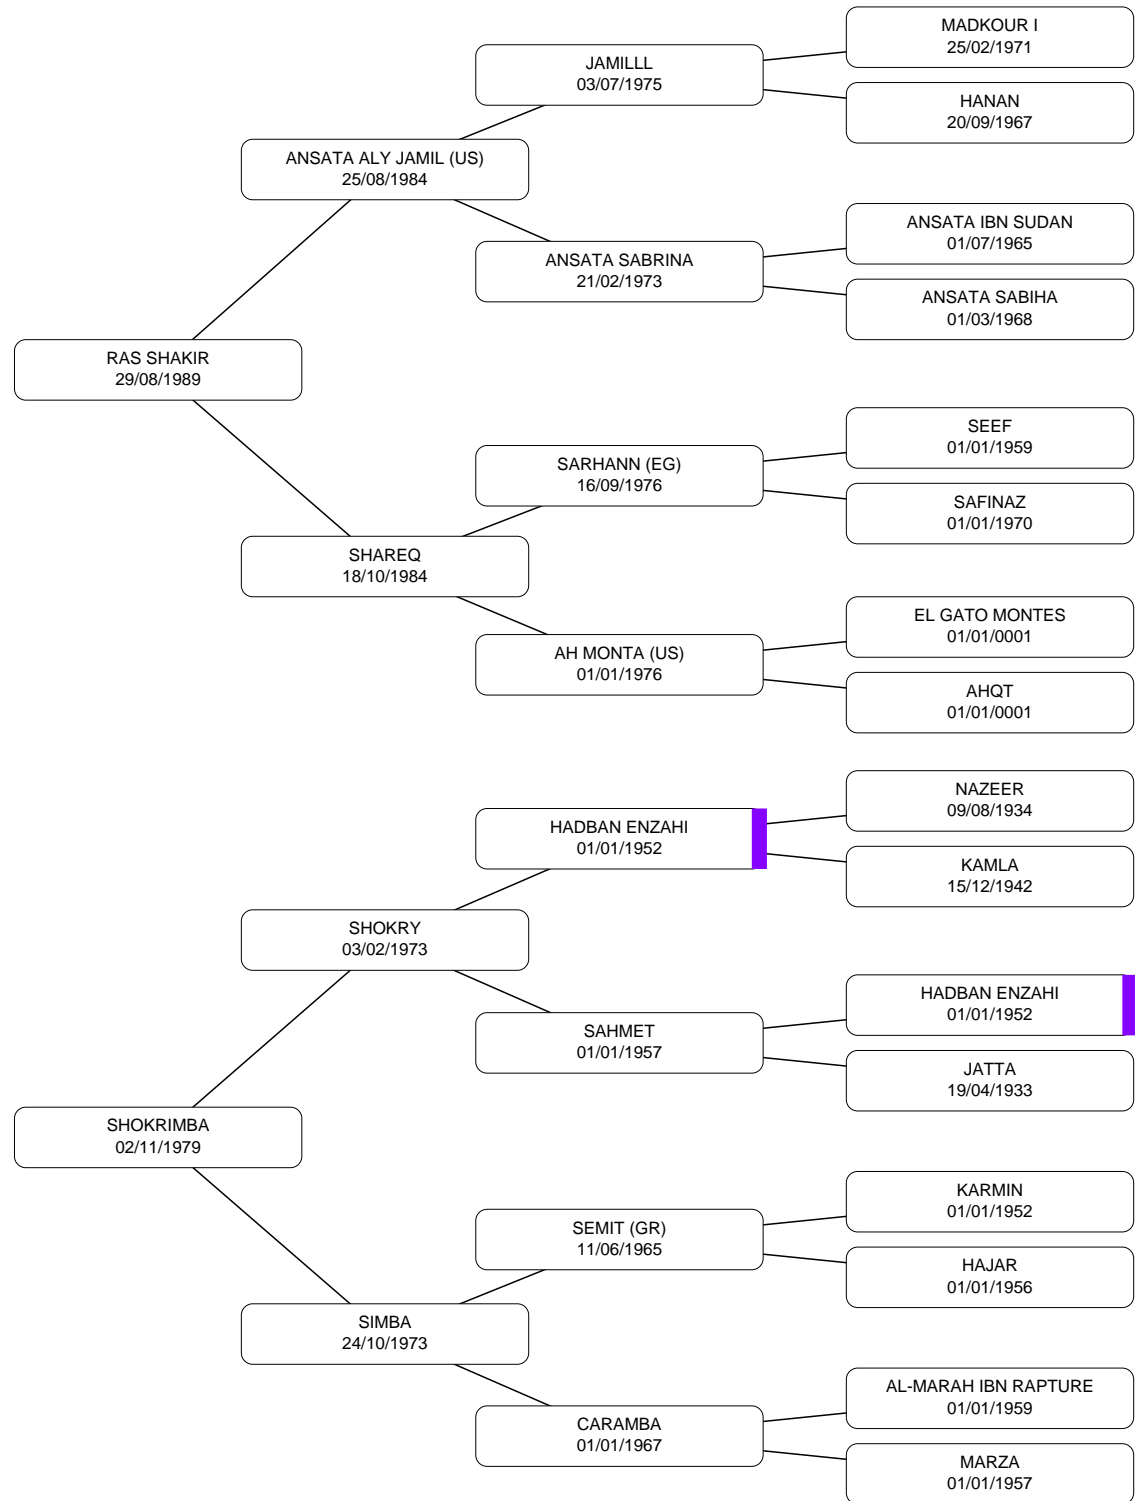 MADKOUR I
25/02/1971
JAMILLL
03/07/1975
HANAN
20/09/1967
ANSATA ALY JAMIL (US)
25/08/1984
ANSATA IBN SUDAN
01/07/1965
ANSATA SABRINA
21/02/1973
ANSATA SABIHA
01/03/1968
RAS SHAKIR
29/08/1989
SEEF
01/01/1959
SARHANN (EG)
16/09/1976
SAFINAZ
01/01/1970
SHAREQ
18/10/1984
EL GATO MONTES
01/01/0001
AH MONTA (US)
01/01/1976
AHQT
01/01/0001
NAZEER
09/08/1934
HADBAN ENZAHI
01/01/1952
KAMLA
15/12/1942
SHOKRY
03/02/1973
HADBAN ENZAHI
01/01/1952
SAHMET
01/01/1957
JATTA
19/04/1933
SHOKRIMBA
02/11/1979
KARMIN
01/01/1952
SEMIT (GR)
11/06/1965
HAJAR
01/01/1956
SIMBA
24/10/1973
AL-MARAH IBN RAPTURE
01/01/1959
CARAMBA
01/01/1967
MARZA
01/01/1957